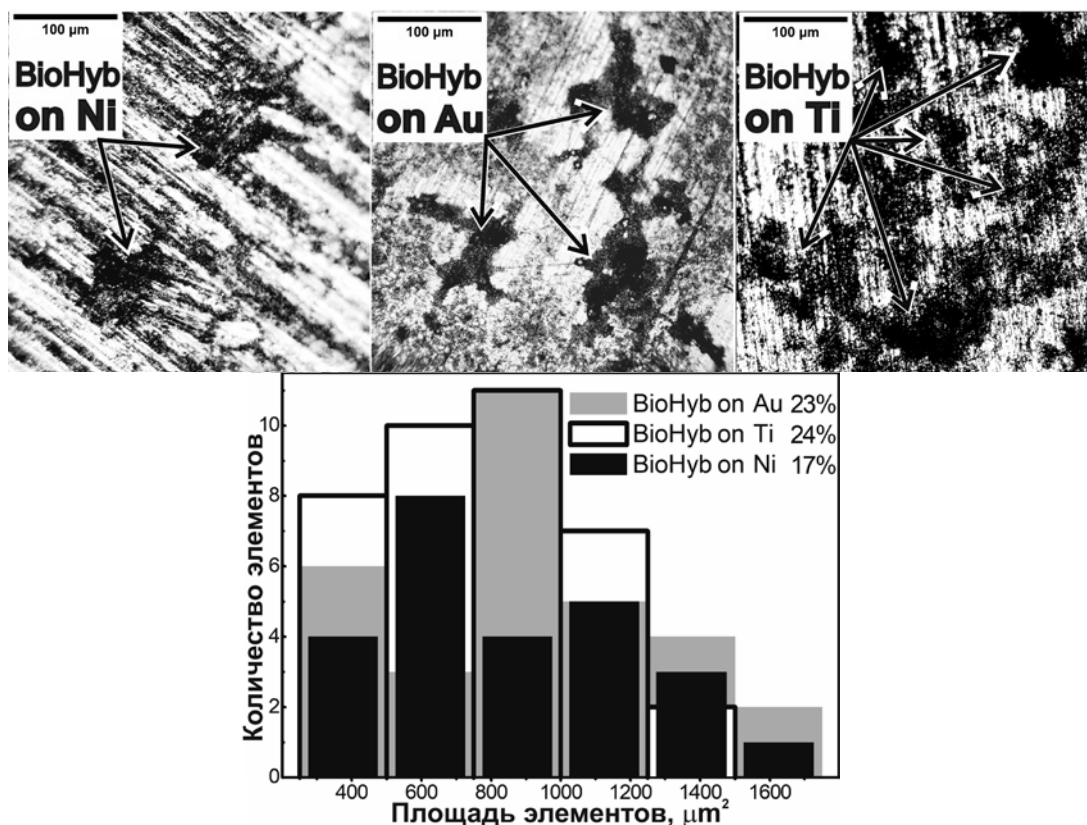 100 µm
BioHyb
on Ni
100 µm
BioHyb
on Au
100 µm
BioHyb
on Ti
Количество элементов
10
8
6
4
2
0
BioHyb on Au 23%
BioHyb on Ti 24%
BioHyb on Ni 17%
400 600 800 1000 1200 1400 1600
Площадь элементов, µm²